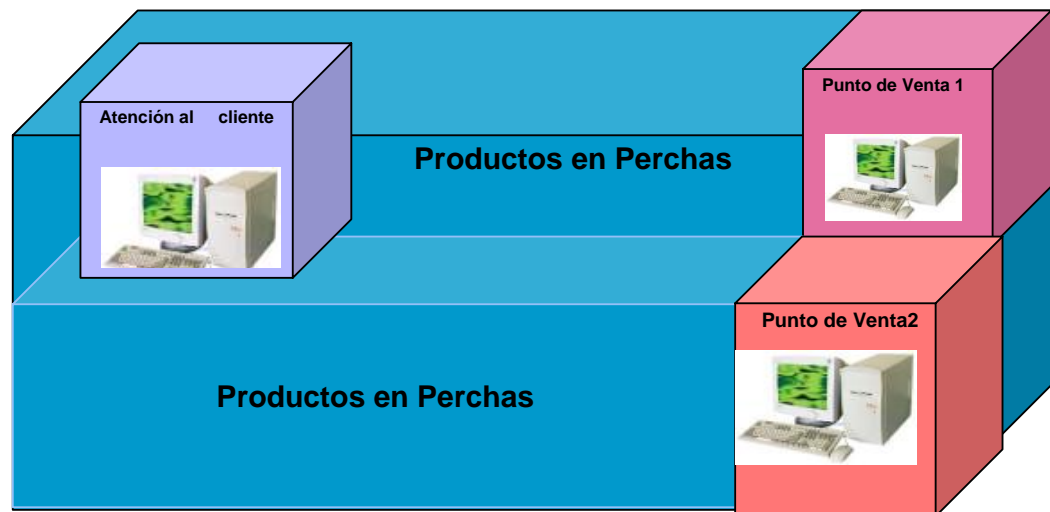 Punto de Venta 1
Atención al cliente
Productos en Perchas
Punto de Venta2
Productos en Perchas